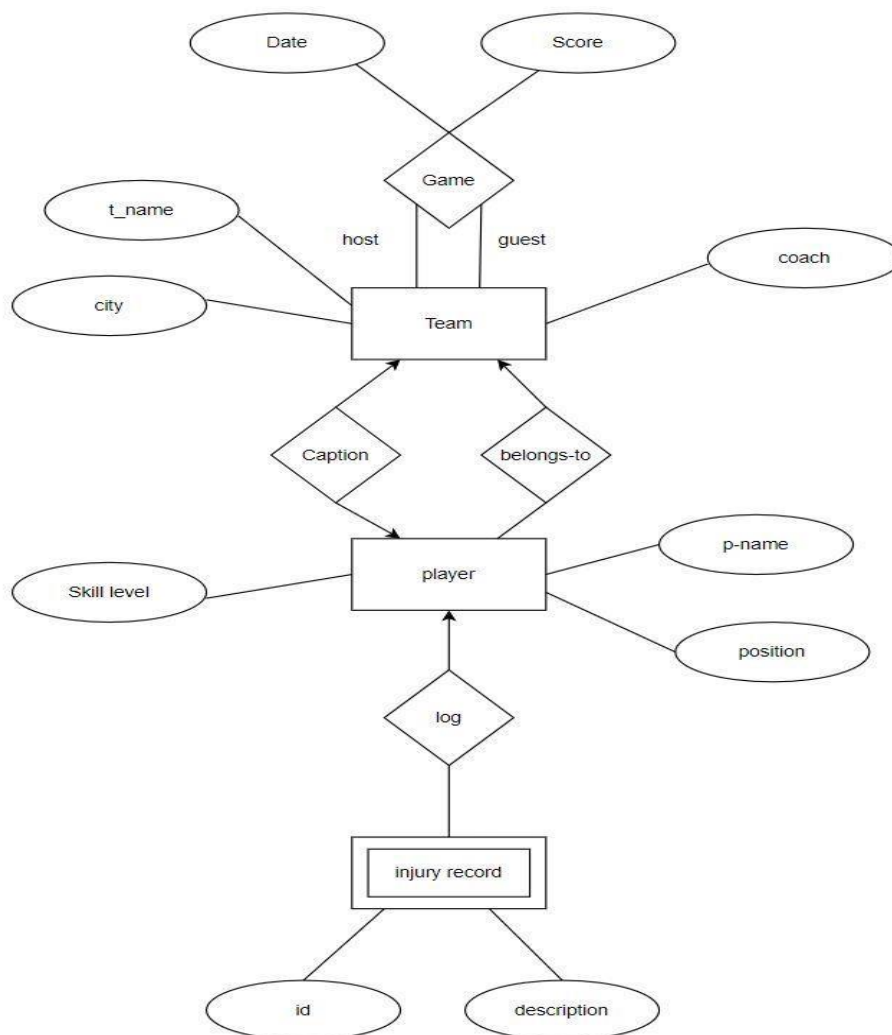 Date
Score
Game
t_name
host
guest
coach
city
Team
Caption
belongs-to
p-name
player
Skill level
position
log
injury record
id
description